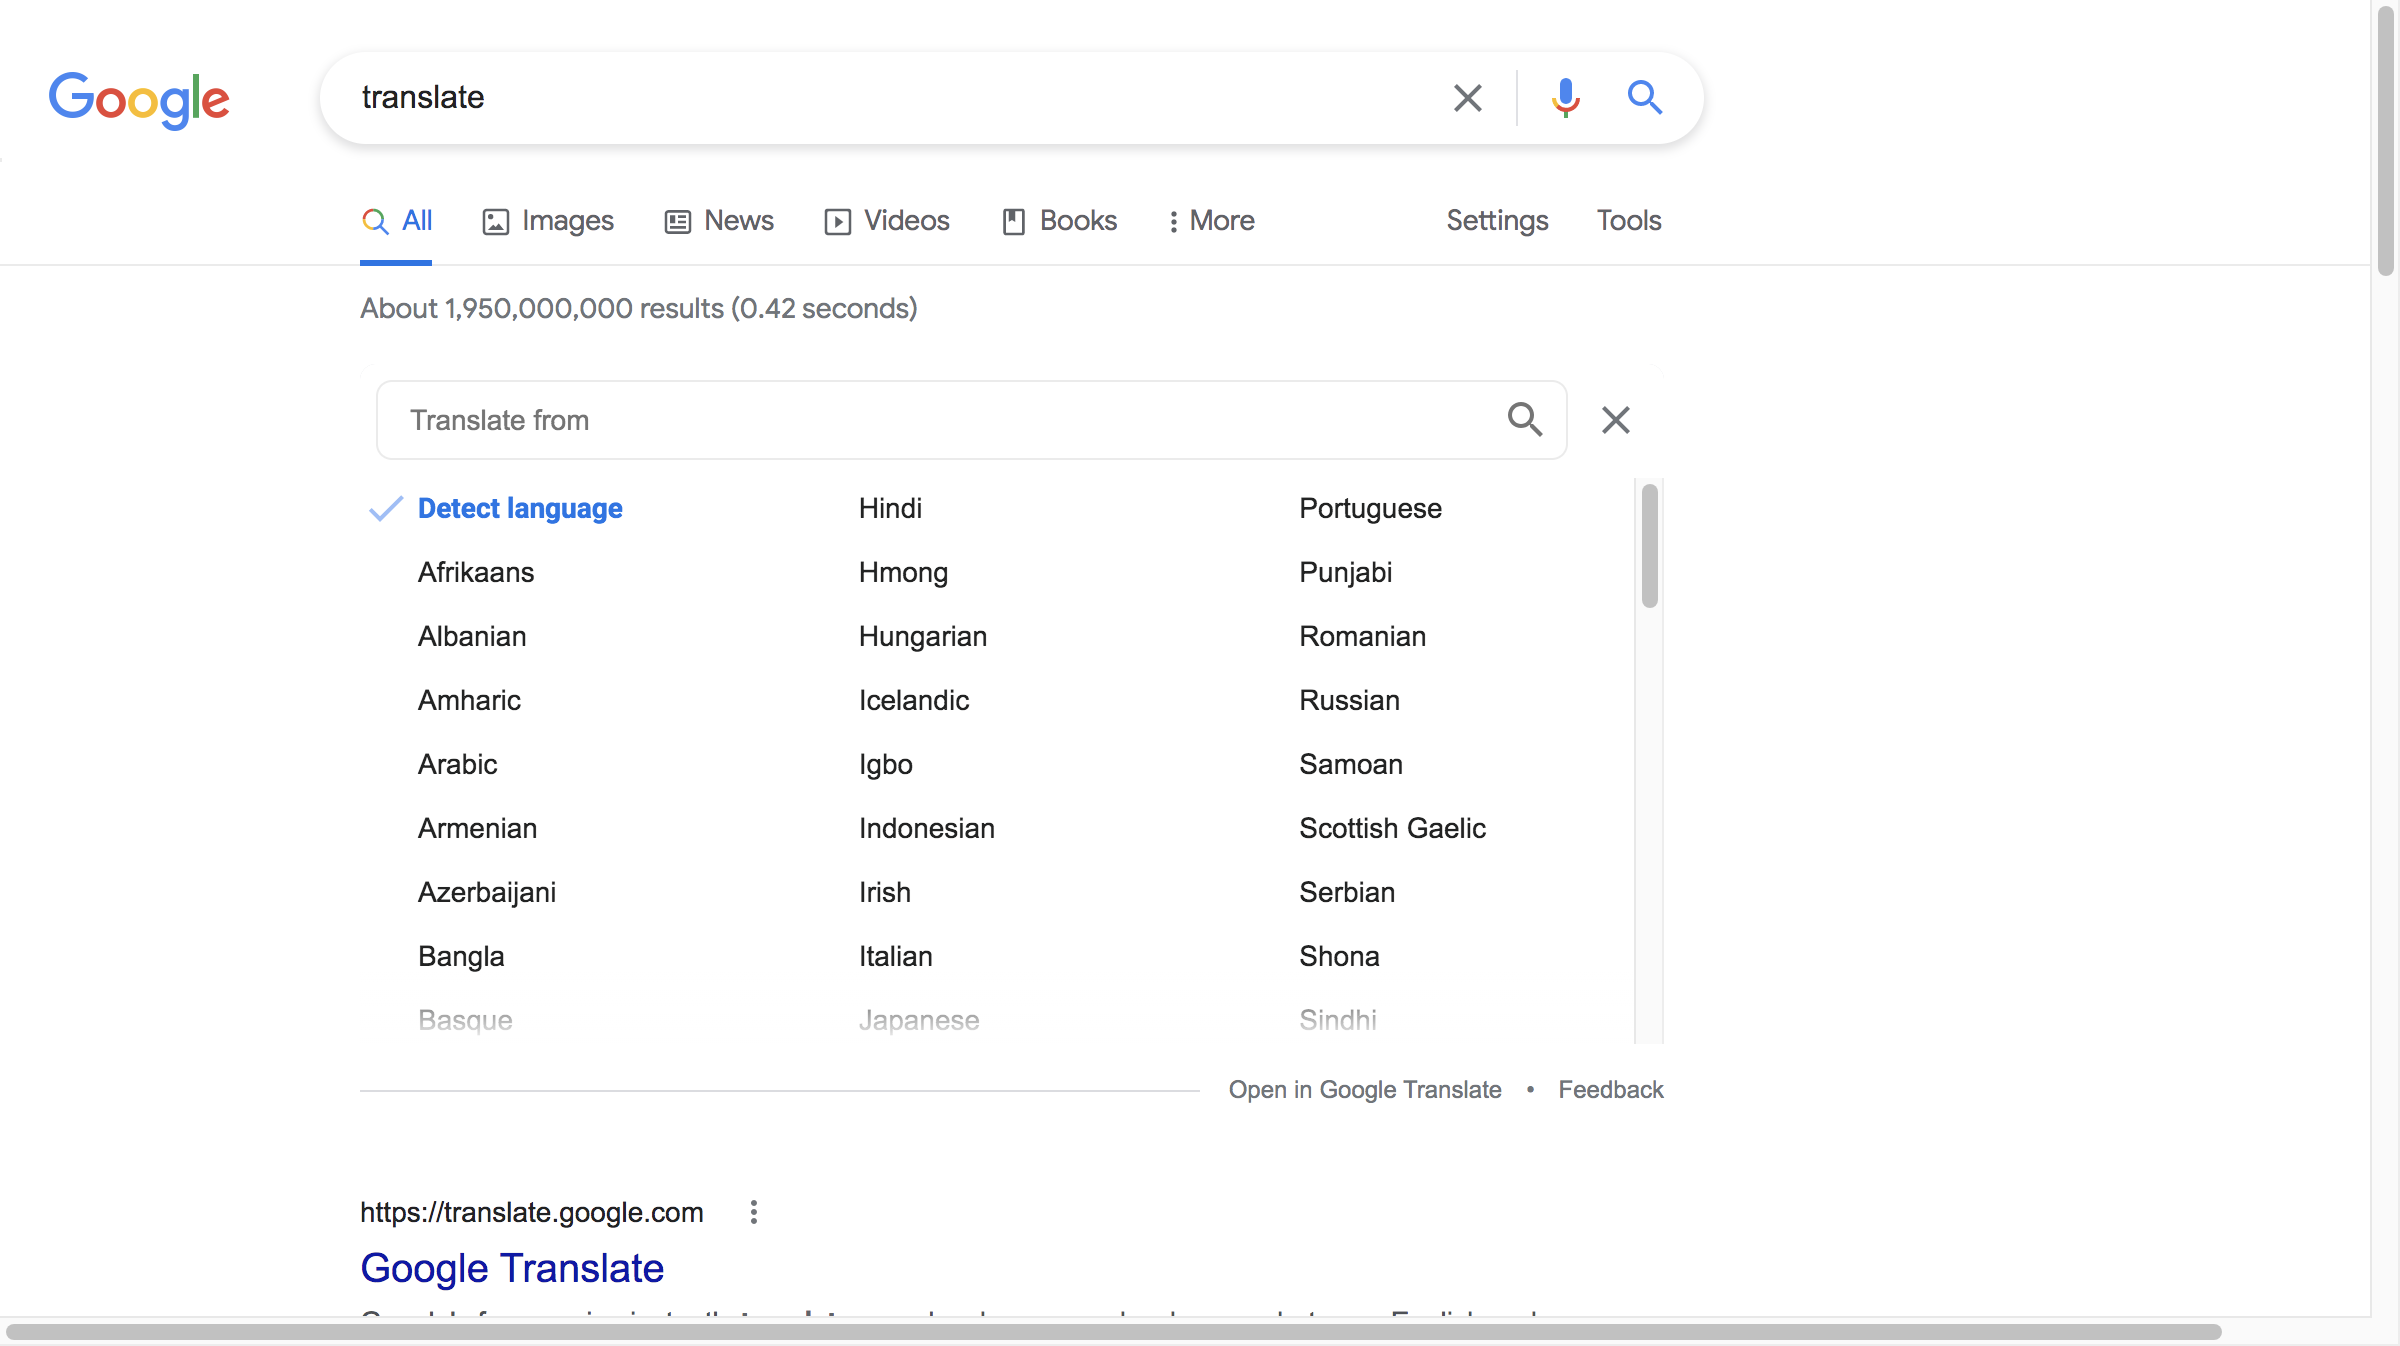 Google
translate
All Images News Videos Books More Settings Tools
About 1,950,000,000 results (0.42 seconds)
Translate from
Detect language Hindi Portuguese
Afrikaans Hmong Punjabi
Albanian Hungarian Romanian
Amharic Icelandic Russian
Arabic Igbo Samoan
Armenian Indonesian Scottish Gaelic
Azerbaijani Irish Serbian
Bangla Italian Shona
Basque Japanese Sindhi
Open in Google Translate • Feedback
https://translate.google.com
Google Translate